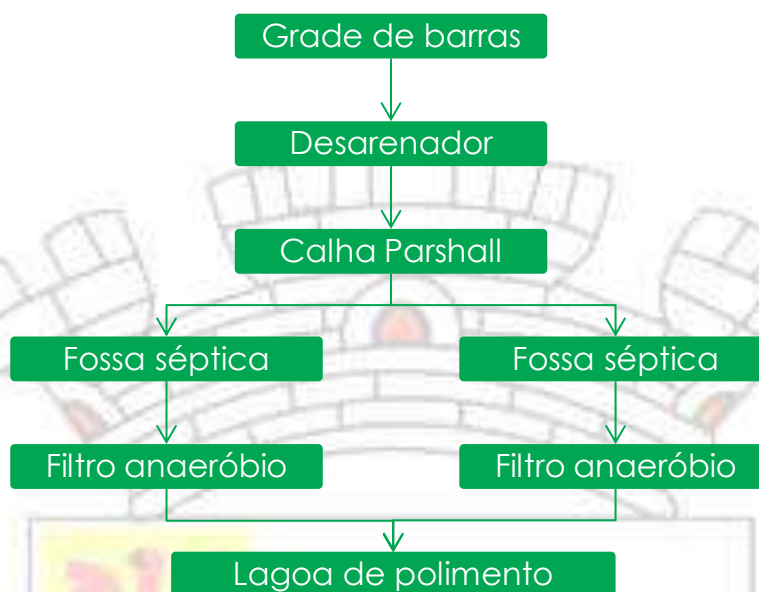 Grade de barras
Desarenador
Calha Parshall
Fossa séptica
Fossa séptica
Filtro anaeróbio
Filtro anaeróbio
Lagoa de polimento